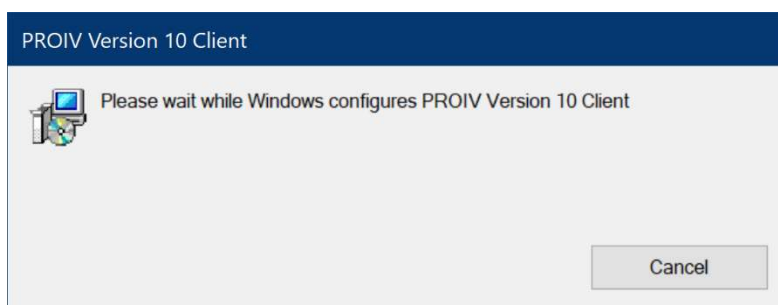 PROIV Version 10 Client
Please wait while Windows configures PROIV Version 10 Client
Cancel